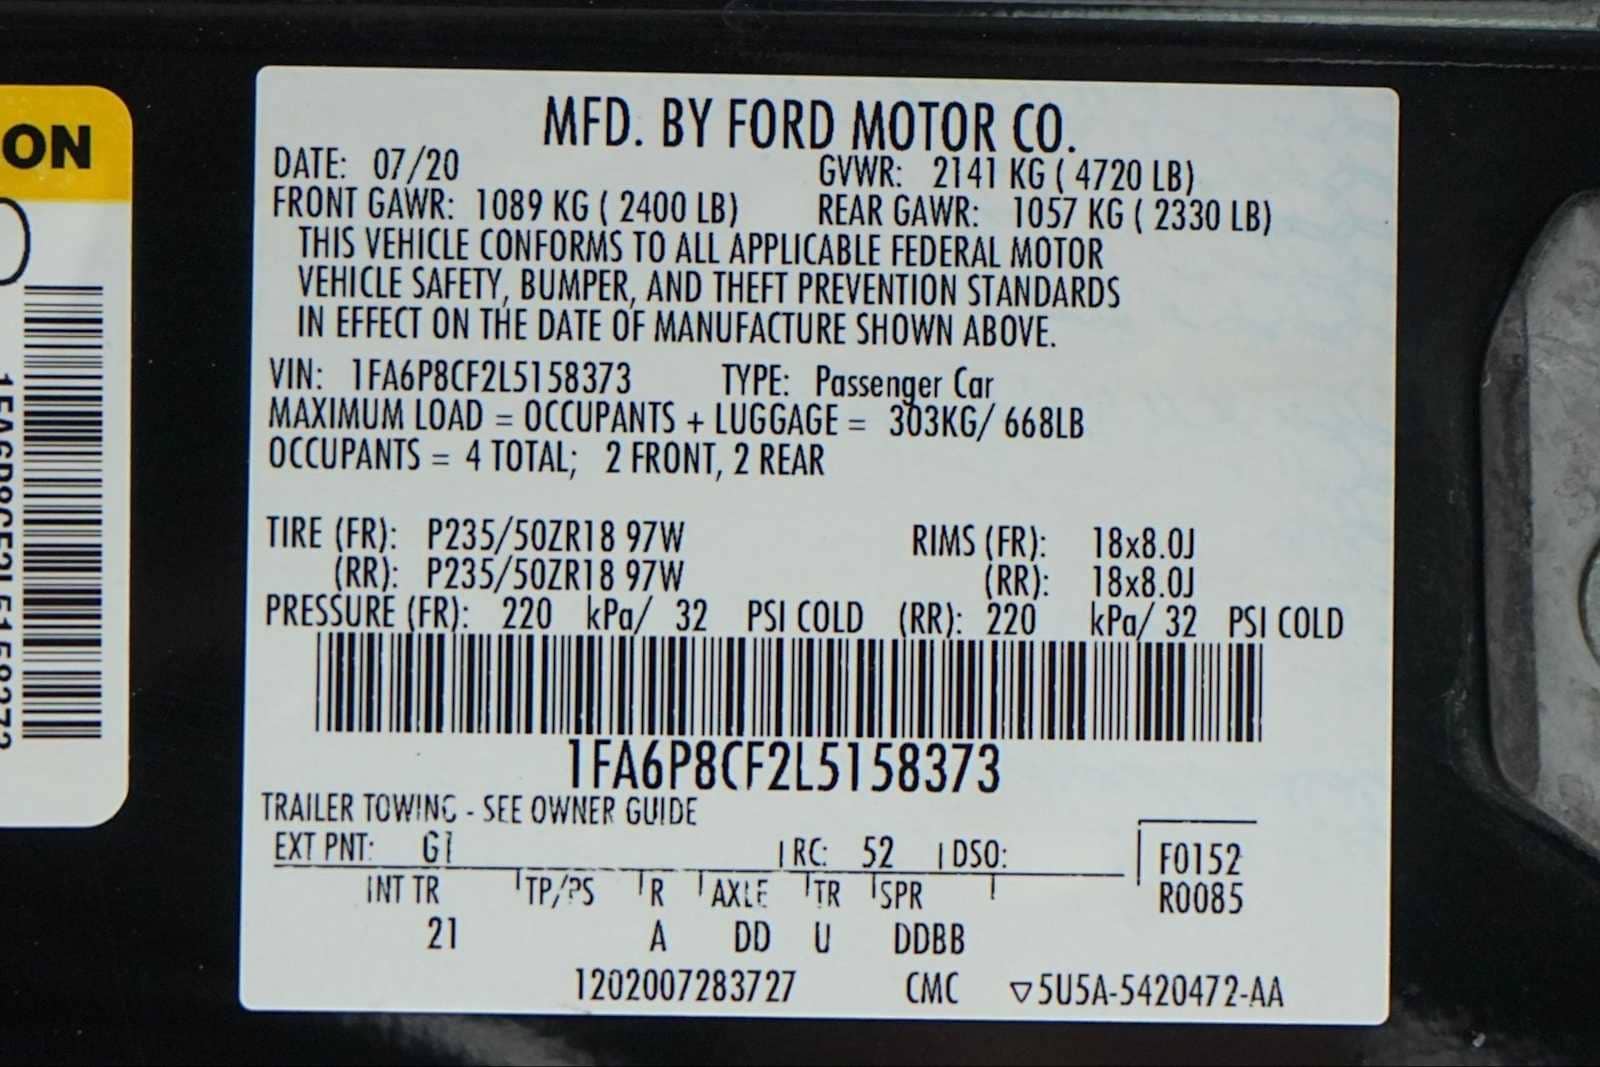 ON
1FA6P8CF2L5158373
MFD. BY FORD MOTOR CO.
DATE: 07/20 GVWR: 2141 KG ( 4720 LB)
FRONT GAWR: 1089 KG ( 2400 LB) REAR GAWR: 1057 KG ( 2330 LB)
THIS VEHICLE CONFORMS TO ALL APPLICABLE FEDERAL MOTOR
VEHICLE SAFETY, BUMPER, AND THEFT PREVENTION STANDARDS
IN EFFECT ON THE DATE OF MANUFACTURE SHOWN ABOVE.
VIN: 1FA6P8CF2L5158373 TYPE: Passenger Car
MAXIMUM LOAD = OCCUPANTS + LUGGAGE = 303KG/ 668LB
OCCUPANTS = 4 TOTAL; 2 FRONT, 2 REAR
TIRE (FR): P235/50ZR18 97W RIMS (FR): 18x8.0J
(RR): P235/50ZR18 97W (RR): 18x8.0J
PRESSURE (FR): 220 kPa/ 32 PSI COLD (RR): 220 kPa/ 32 PSI COLD
1FA6P8CF2L5158373
TRAILER TOWING - SEE OWNER GUIDE
EXT PNT: G1 RC: 52 DSO: F0152
INT TR TP/PS R AXLE TR SPR R0085
21 A DD U DDBB
1202007283727 CMC ▽5U5A-5420472-AA